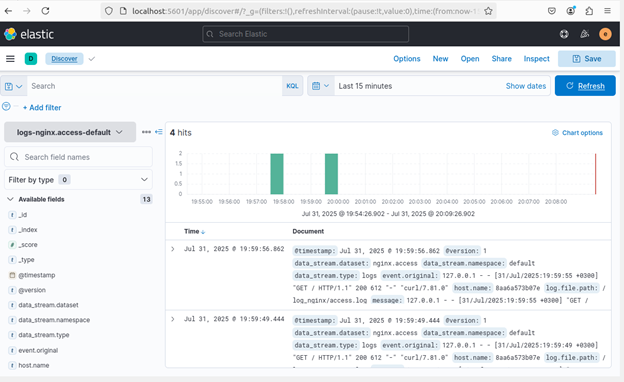 localhost:5601/app/discover#/?_g=(filters:!(),refreshInterval:(pause:!t,value:0),time:(from:now-1
elastic
Search Elastic
e
D Discover
Options New Open Share Inspect Save
Search KQL Last 15 minutes Show dates Refresh
+ Add filter
logs-nginx.access-default
Search field names
Filter by type 0
Available fields 13
t _id
t _index
# _score
t _type
@timestamp
t @version
t data_stream.dataset
t data_stream.namespace
t data_stream.type
t event.original
t host.name
4 hits
Chart options
2
1.5
1
0.5
0
19:55:00 19:56:00 19:57:00 19:58:00 19:59:00 20:00:00 20:01:00 20:02:00 20:03:00 20:04:00 20:05:00 20:06:00 20:07:00 20:08:00
Jul 31, 2025 @ 19:54:26.902 - Jul 31, 2025 @ 20:09:26.902
Time Document
Jul 31, 2025 @ 19:59:56.862 @timestamp: Jul 31, 2025 @ 19:59:56.862 @version: 1
data_stream.dataset: nginx.access data_stream.namespace: default
data_stream.type: logs event.original: 127.0.0.1 - - [31/Jul/2025:19:59:55 +0300]
"GET / HTTP/1.1" 200 612 "-" "curl/7.81.0" host.name: 8aa6a573b07e log.file.path: /
log_nginx/access.log message: 127.0.0.1 - - [31/Jul/2025:19:59:55 +0300] "GET /
Jul 31, 2025 @ 19:59:49.444 @timestamp: Jul 31, 2025 @ 19:59:49.444 @version: 1
data_stream.dataset: nginx.access data_stream.namespace: default
data_stream.type: logs event.original: 127.0.0.1 - - [31/Jul/2025:19:59:49 +0300]
"GET / HTTP/1.1" 200 612 "-" "curl/7.81.0" host.name: 8aa6a573b07e log.file.path: /